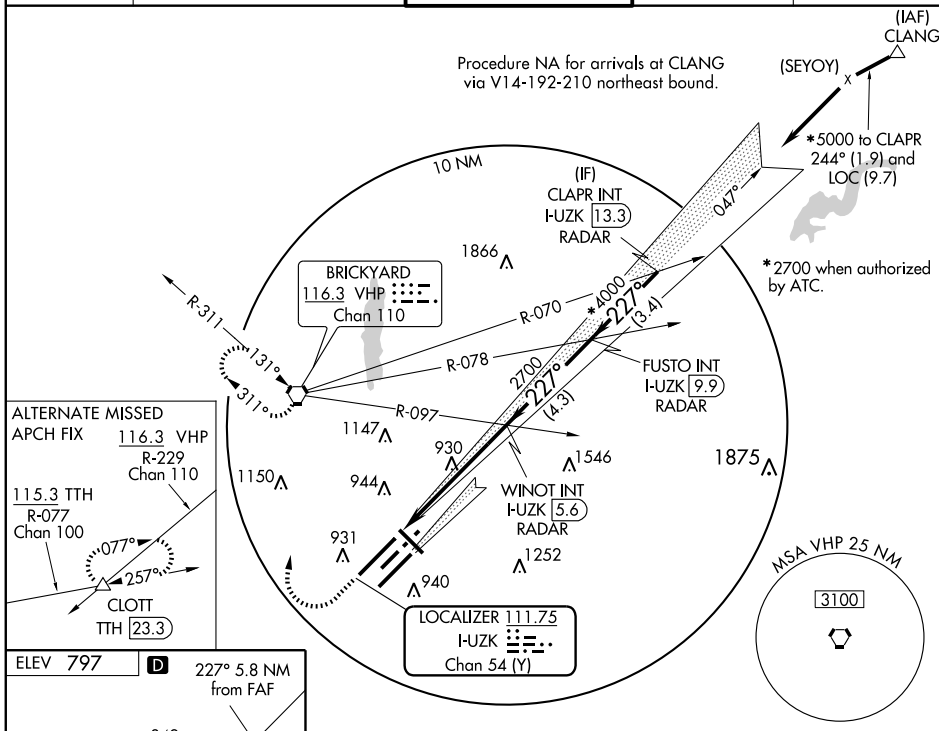 (IAF)
CLANG
Procedure NA for arrivals at CLANG
via V14-192-210 northeast bound.
(SEYOY)
x
*5000 to CLAPR
244° (1.9) and
LOC (9.7)
10 NM
(IF)
CLAPR INT
I-UZK 13.3
RADAR
047°
1866
*2700 when authorized
by ATC.
BRICKYARD
116.3 VHP
Chan 110
R-311
131°
311°
R-070
*4000
227°
(3.4)
R-078
2700
227°
(4.3)
FUSTO INT
I-UZK 9.9
RADAR
R-097
ALTERNATE MISSED
APCH FIX
116.3 VHP
R-229
Chan 110
115.3 TTH
R-077
Chan 100
077°
257°
CLOTT
TTH 23.3
1147
930
1546
1875
1150
944
WINOT INT
I-UZK 5.6
RADAR
931
1252
940
MSA VHP 25 NM
3100
LOCALIZER 111.75
I-UZK
Chan 54 (Y)
ELEV 797
D
227° 5.8 NM
from FAF